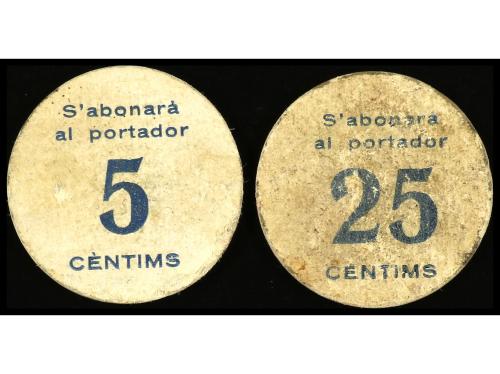 S'abonarà
al portador
5
CÈNTIMS
S'abonarà
al portador
25
CÈNTIMS